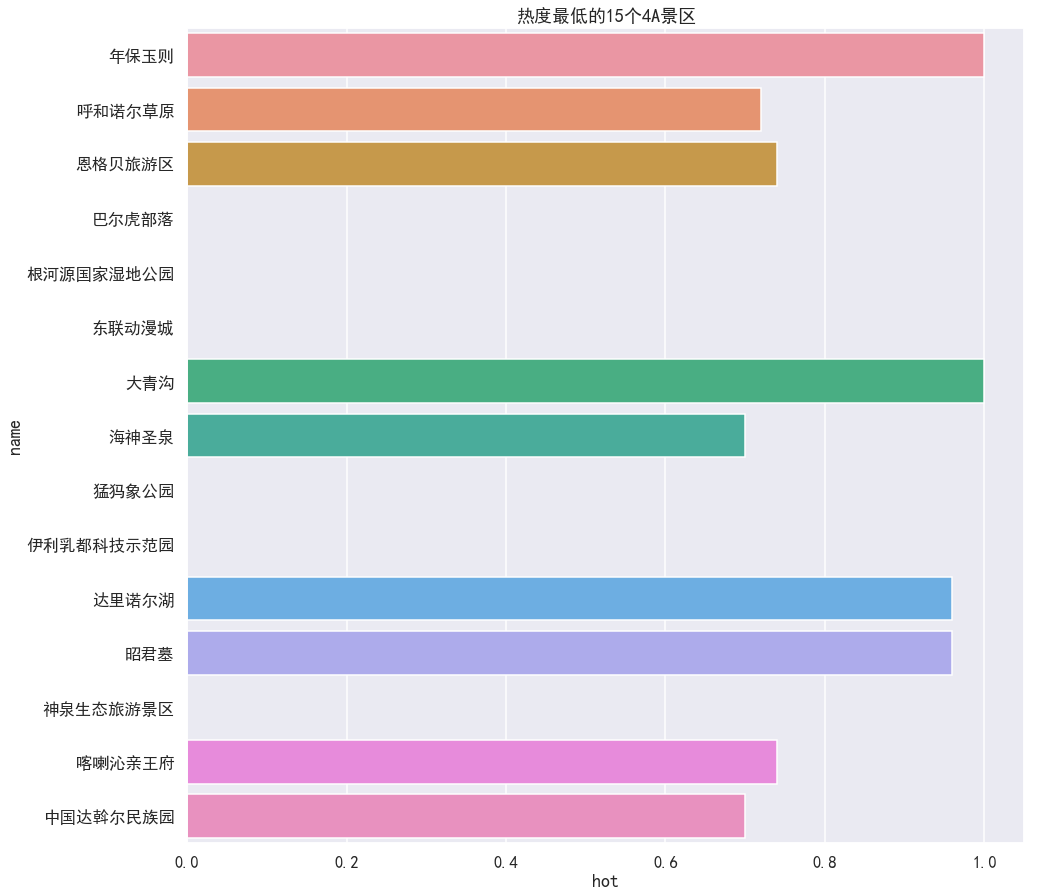 热度最低的15个4A景区
年保玉则
呼和诺尔草原
恩格贝旅游区
巴尔虎部落
根河源国家湿地公园
东联动漫城
大青沟
海神圣泉
猛犸象公园
伊利乳都科技示范园
达里诺尔湖
昭君墓
神泉生态旅游景区
喀喇沁亲王府
中国达斡尔民族园
name
0.0 0.2 0.4 0.6 0.8 1.0
hot